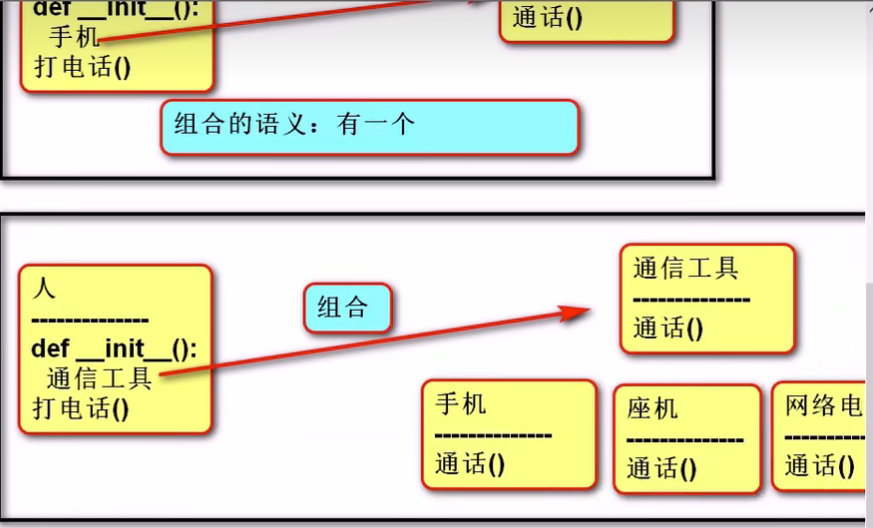 def __init__():
手机
打电话()
通话()
组合的语义：有一个
人
--------------
def __init__():
通信工具
打电话()
组合
通信工具
--------------
通话()
手机
--------------
通话()
座机
--------------
通话()
网络电
----------
通话()